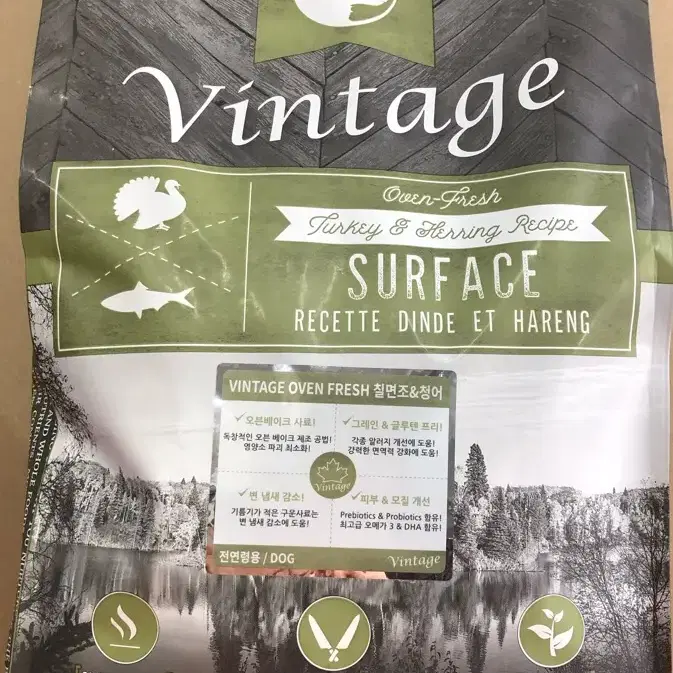 Vintage
Oven-Fresh
Turkey & Herring Recipe
SURFACE
RECETTE DINDE ET HARENG
VINTAGE OVEN FRESH 칠면조&청어
✓오븐베이크 사료!
독창적인 오븐 베이크 제조 공법!
영양소 파괴 최소화!
✓그레인 & 글루텐 프리!
각종 알러지 개선에 도움!
강력한 면역력 강화에 도움!
Vintage
✓변 냄새 감소!
기름기가 적은 구운사료는
변 냄새 감소에 도움!
✓피부 & 모질 개선
Prebiotics & Probiotics 함유!
최고급 오메가 3 & DHA 함유!
전연령용 / DOG
Vintage